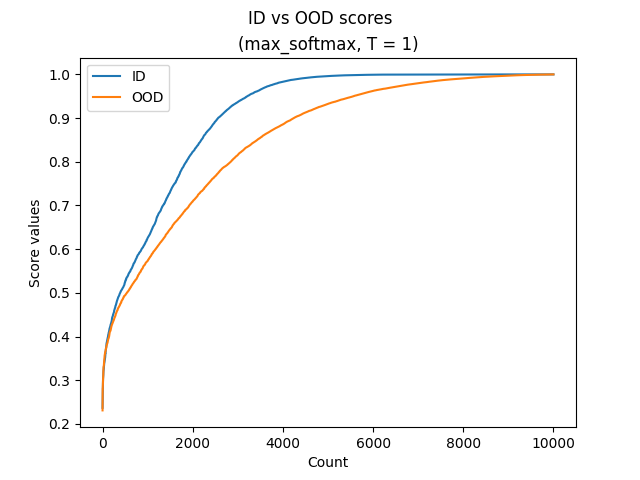 ID vs OOD scores
(max_softmax, T = 1)
ID
OOD
Score values
1.0
0.9
0.8
0.7
0.6
0.5
0.4
0.3
0.2
0
2000
4000
6000
8000
10000
Count